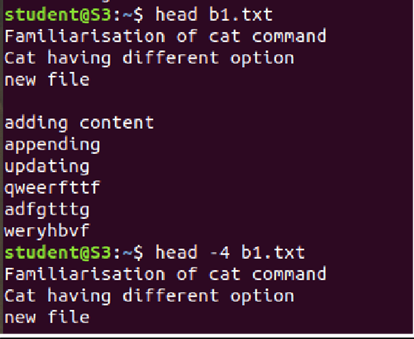 student@S3:~$ head b1.txt
Familiarisation of cat command
Cat having different option
new file

adding content
appending
updating
qweerfttf
adfgtttg
weryhbvf
student@S3:~$ head -4 b1.txt
Familiarisation of cat command
Cat having different option
new file